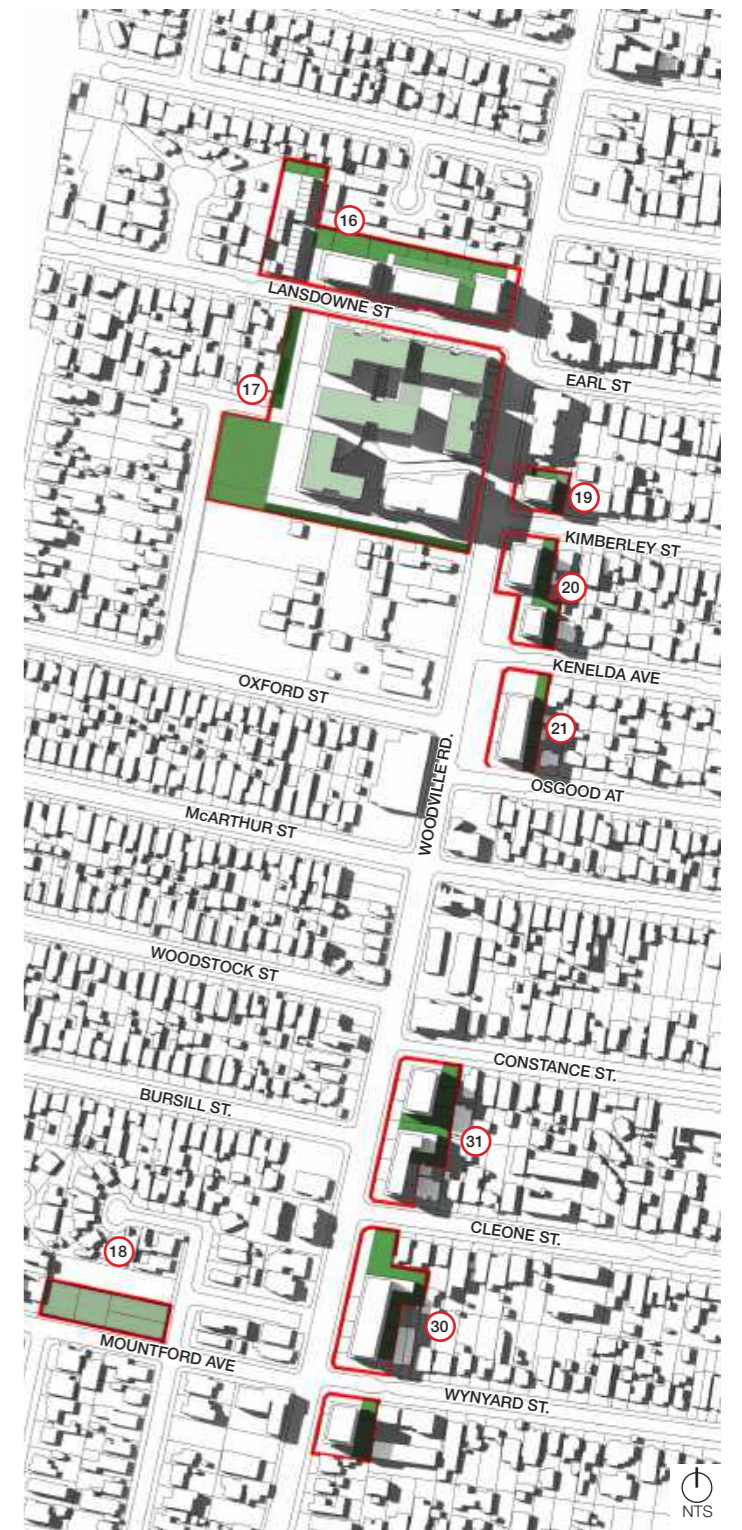 16
LANSDOWNE ST
EARL ST
17
19
KIMBERLEY ST
20
KENELDA AVE
OXFORD ST
21
WOODVILLE RD.
OSGOOD AT
McARTHUR ST
WOODSTOCK ST
CONSTANCE ST.
BURSILL ST.
31
CLEONE ST.
18
30
MOUNTFORD AVE
WYNYARD ST.
NTS